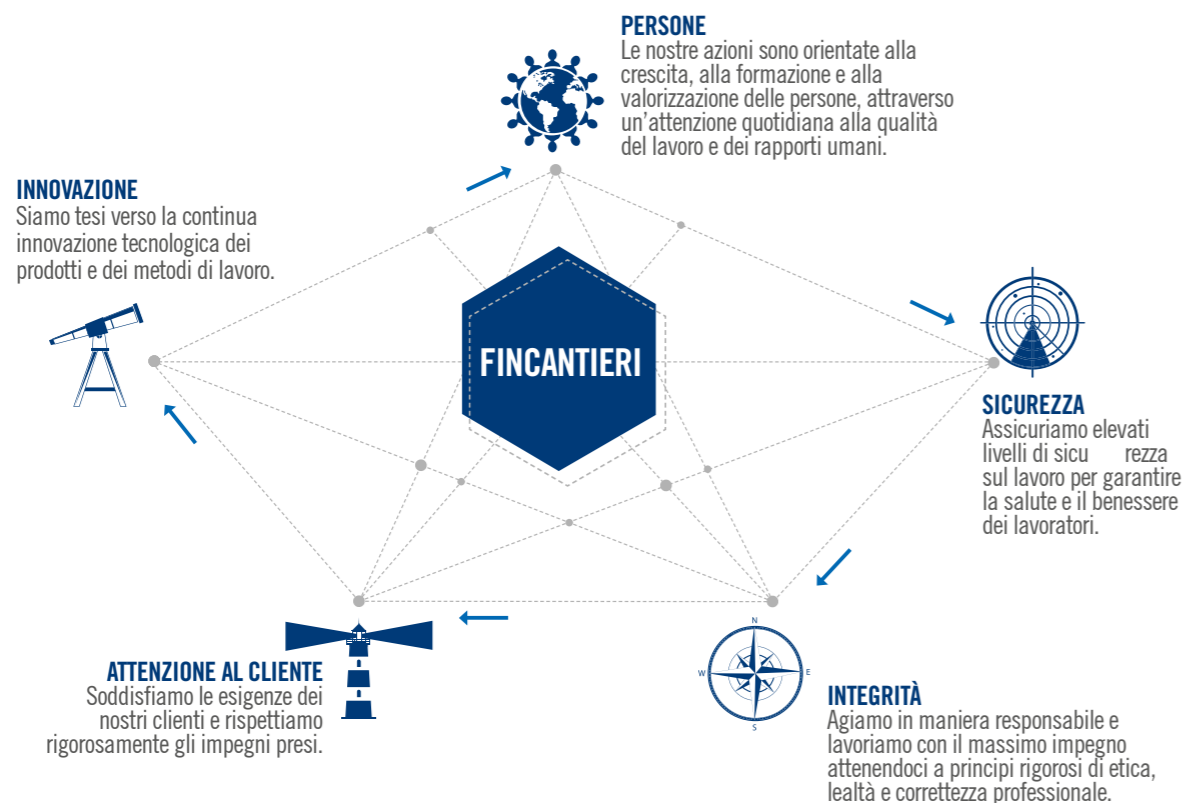 PERSONE
Le nostre azioni sono orientate alla
crescita, alla formazione e alla
valorizzazione delle persone, attraverso
un'attenzione quotidiana alla qualità
del lavoro e dei rapporti umani.
INNOVAZIONE
Siamo tesi verso la continua
innovazione tecnologica dei
prodotti e dei metodi di lavoro.
FINCANTIERI
SICUREZZA
Assicuriamo elevati
livelli di sicu rezza
sul lavoro per garantire
la salute e il benessere
dei lavoratori.
ATTENZIONE AL CLIENTE
Soddisfiamo le esigenze dei
nostri clienti e rispettiamo
rigorosamente gli impegni presi.
N
W
E
S
INTEGRITÀ
Agiamo in maniera responsabile e
lavoriamo con il massimo impegno
attenendoci a principi rigorosi di etica,
lealtà e correttezza professionale.